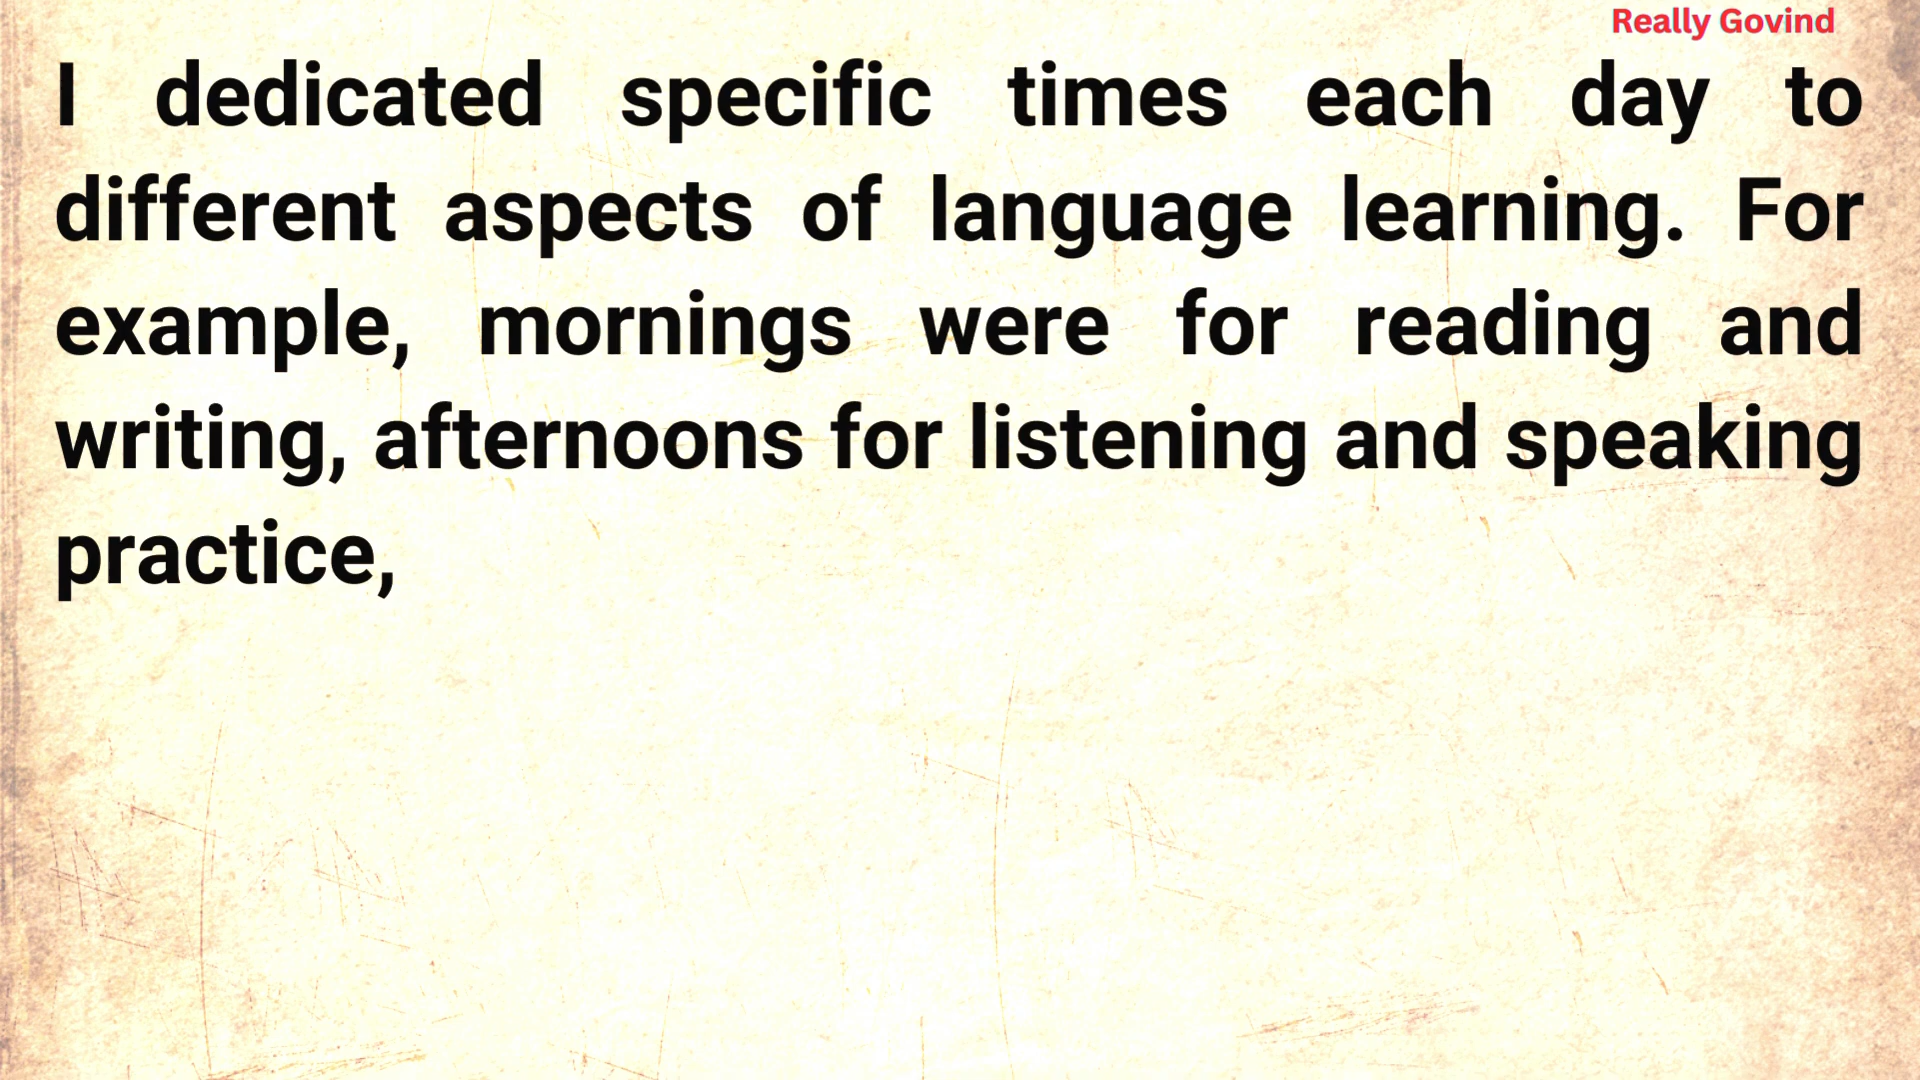 Really Govind
I dedicated specific times each day to
different aspects of language learning. For
example, mornings were for reading and
writing, afternoons for listening and speaking
practice,